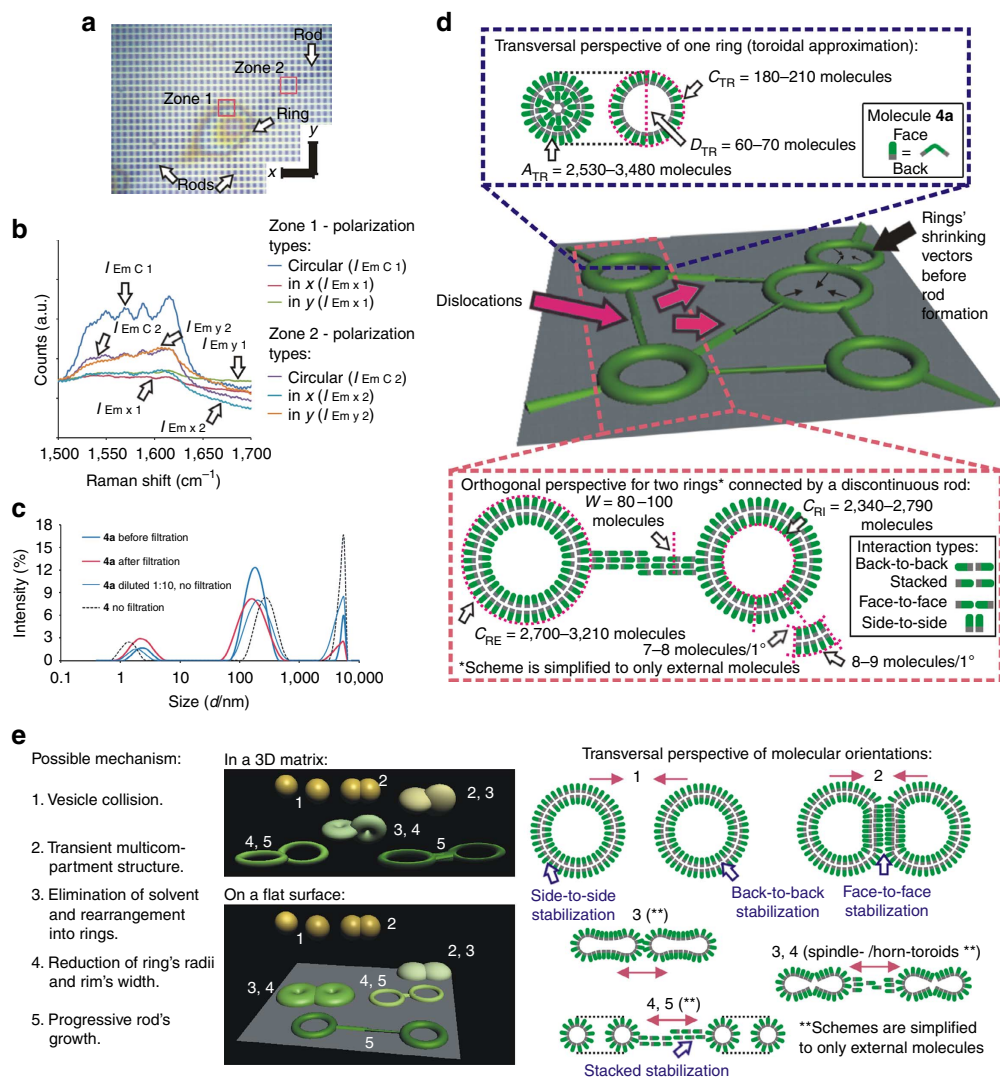 a
Rod
Zone 2
Zone 1
Ring
y
x
Rods
b
Counts (a.u.)
I Em C 1
I Em C 2
I Em y 2
I Em y 1
I Em x 1
I Em x 2
1,500 1,550 1,600 1,650 1,700
Raman shift (cm⁻¹)
Zone 1 - polarization
types:
Circular (I Em C 1)
in x (I Em x 1)
in y (I Em x 1)
Zone 2 - polarization
types:
Circular (I Em C 2)
in x (I Em x 2)
in y (I Em y 2)
c
Intensity (%)
18
15
12
9
6
3
0
4a before filtration
4a after filtration
4a diluted 1:10, no filtration
4 no filtration
0.1 1 10 100 1,000 10,000
Size (d/nm)
d
Transversal perspective of one ring (toroidal approximation):
C TR = 180–210 molecules
D TR = 60–70 molecules
A TR = 2,530–3,480 molecules
Molecule 4a
Face
=
Back
Dislocations
Rings'
shrinking
vectors
before
rod
formation
Orthogonal perspective for two rings* connected by a discontinuous rod:
W = 80–100
molecules
C RI = 2,340–2,790
molecules
Interaction types:
Back-to-back
Stacked
Face-to-face
Side-to-side
C RE = 2,700–3,210 molecules
7–8 molecules/1°
8–9 molecules/1°
*Scheme is simplified to only external molecules
e
Possible mechanism:
1. Vesicle collision.
2. Transient multicom-
partment structure.
3. Elimination of solvent
and rearrangement
into rings.
4. Reduction of ring's radii
and rim's width.
5. Progressive rod's
growth.
In a 3D matrix:
1
2
2, 3
3, 4
4, 5
5
On a flat surface:
1
2
2, 3
3, 4
4, 5
5
Transversal perspective of molecular orientations:
1
2
Side-to-side
stabilization
Back-to-back
stabilization
Face-to-face
stabilization
3 (**)
3, 4 (spindle- /horn-toroids **)
4, 5 (**)
Stacked stabilization
**Schemes are simplified
to only external molecules